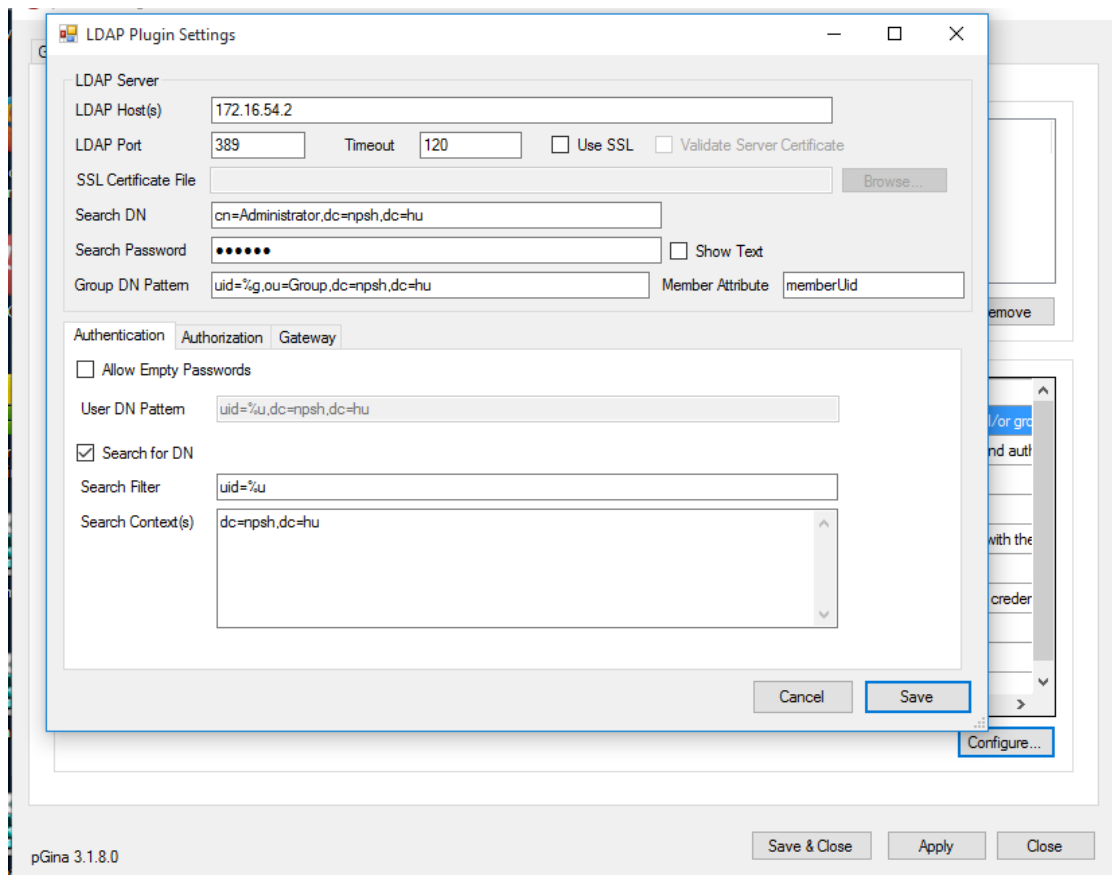 LDAP Plugin Settings
LDAP Server
LDAP Host(s) 172.16.54.2
LDAP Port 389 Timeout 120 Use SSL Validate Server Certificate
SSL Certificate File Browse...
Search DN cn=Administrator,dc=npsh,dc=hu
Search Password ●●●●●● Show Text
Group DN Pattern uid=%g,ou=Group,dc=npsh,dc=hu Member Attribute memberUid
emove
Authentication Authorization Gateway
Allow Empty Passwords
User DN Pattern uid=%u,dc=npsh,dc=hu
l/or gro
Search for DN
nd auth
Search Filter uid=%u
Search Context(s) dc=npsh,dc=hu
with the
creder
Cancel Save
Configure...
Save & Close Apply Close
pGina 3.1.8.0